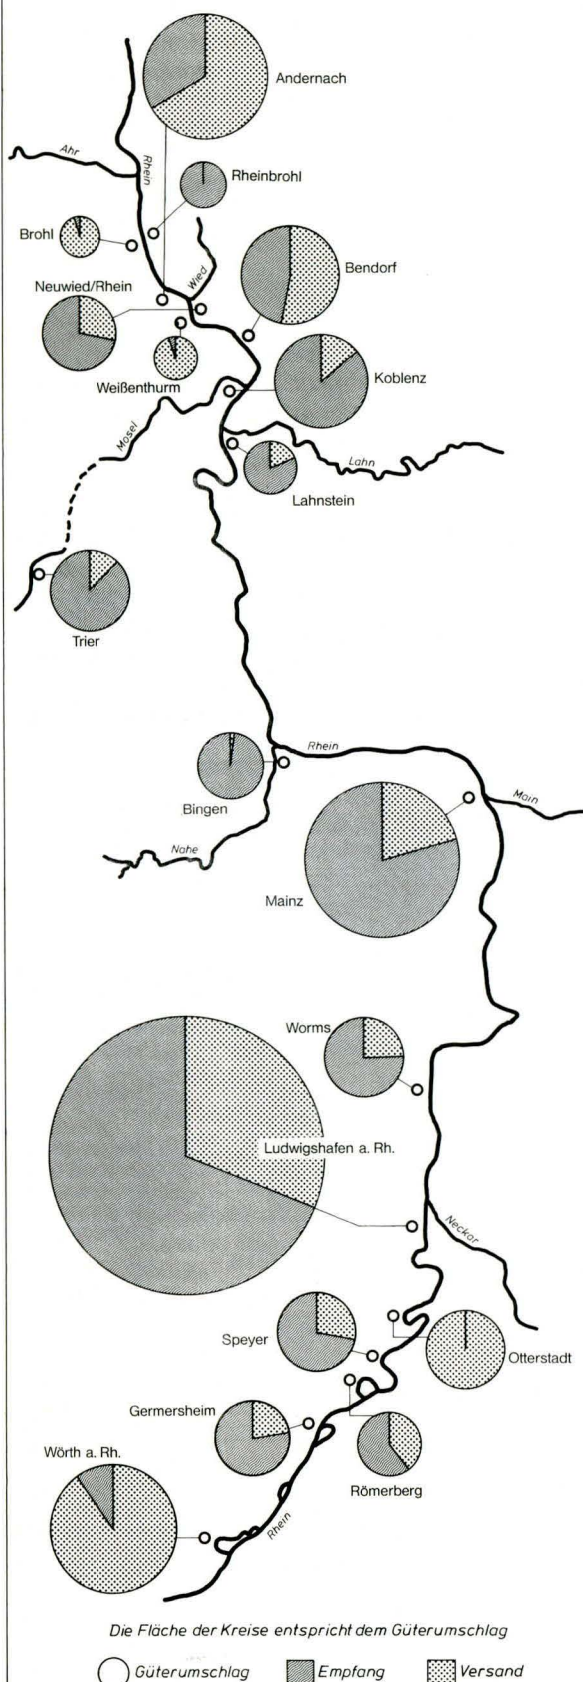 Andernach
Ahr
Rhein
Rheinbrohl
Brohl
Wied
Bendorf
Neuwied/Rhein
Koblenz
Weißenthurm
Mosel
Lahn
Lahnstein
Trier
Rhein
Bingen
Main
Nahe
Mainz
Worms
Ludwigshafen a. Rh.
Neckar
Speyer
Otterstadt
Germersheim
Wörth a. Rh.
Römerberg
Rhein
Die Fläche der Kreise entspricht dem Güterumschlag
Güterumschlag Empfang Versand